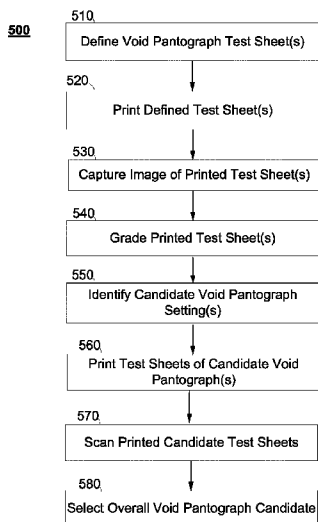 500
510
Define Void Pantograph Test Sheet(s)
520
Print Defined Test Sheet(s)
530
Capture Image of Printed Test Sheet(s)
540
Grade Printed Test Sheet(s)
550
Identify Candidate Void Pantograph
Setting(s)
560
Print Test Sheets of Candidate Void
Pantograph(s)
570
Scan Printed Candidate Test Sheets
580
Select Overall Void Pantograph Candidate